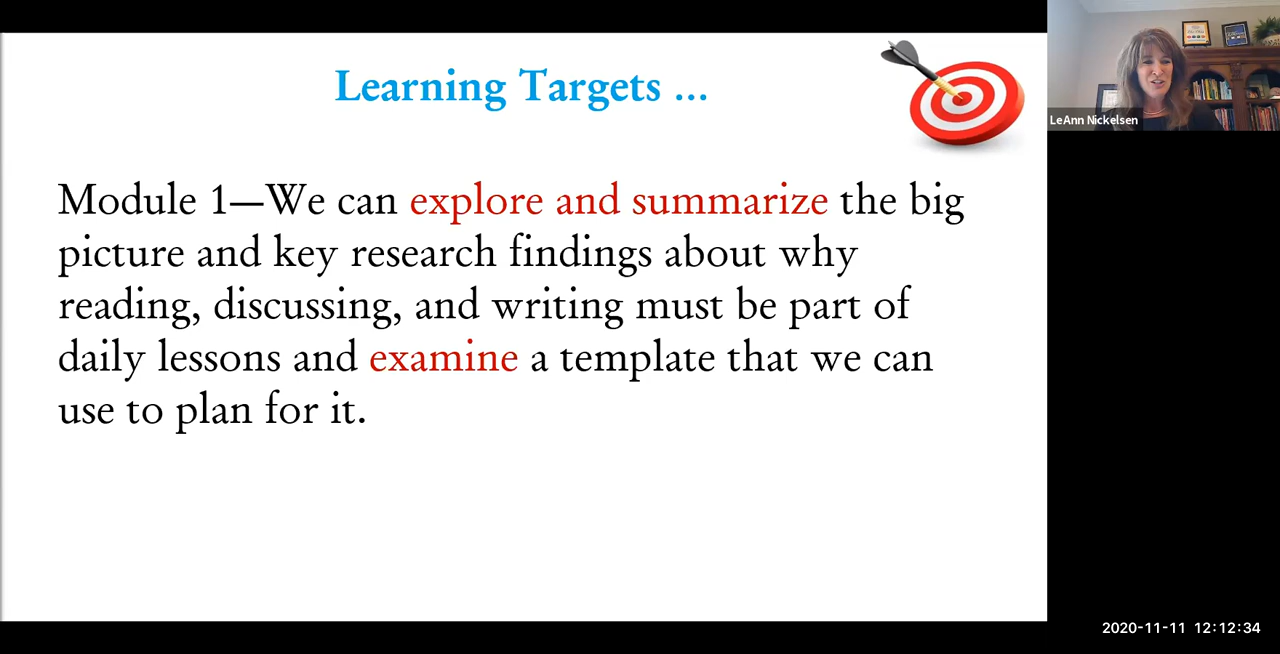 Learning Targets ...
LeAnn Nickelsen
Module 1—We can explore and summarize the big
picture and key research findings about why
reading, discussing, and writing must be part of
daily lessons and examine a template that we can
use to plan for it.
2020-11-11 12:12:34